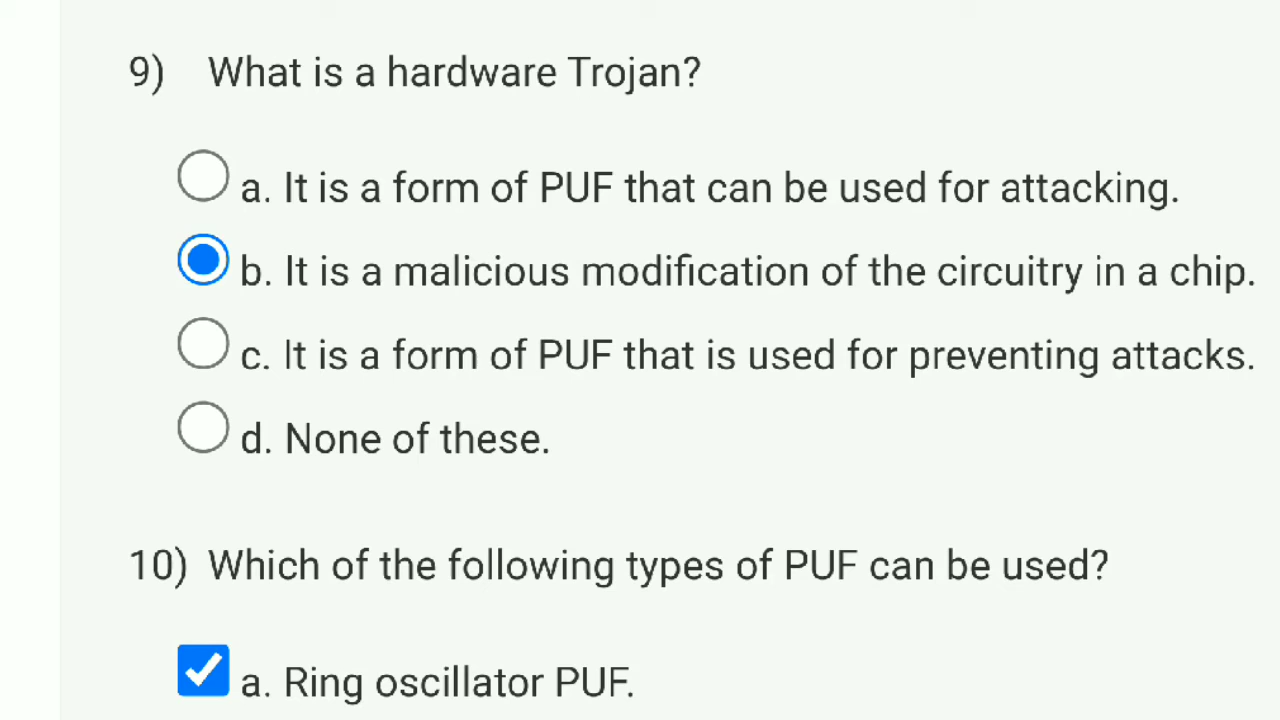 9) What is a hardware Trojan?
a. It is a form of PUF that can be used for attacking.
b. It is a malicious modification of the circuitry in a chip.
c. It is a form of PUF that is used for preventing attacks.
d. None of these.
10) Which of the following types of PUF can be used?
a. Ring oscillator PUF.